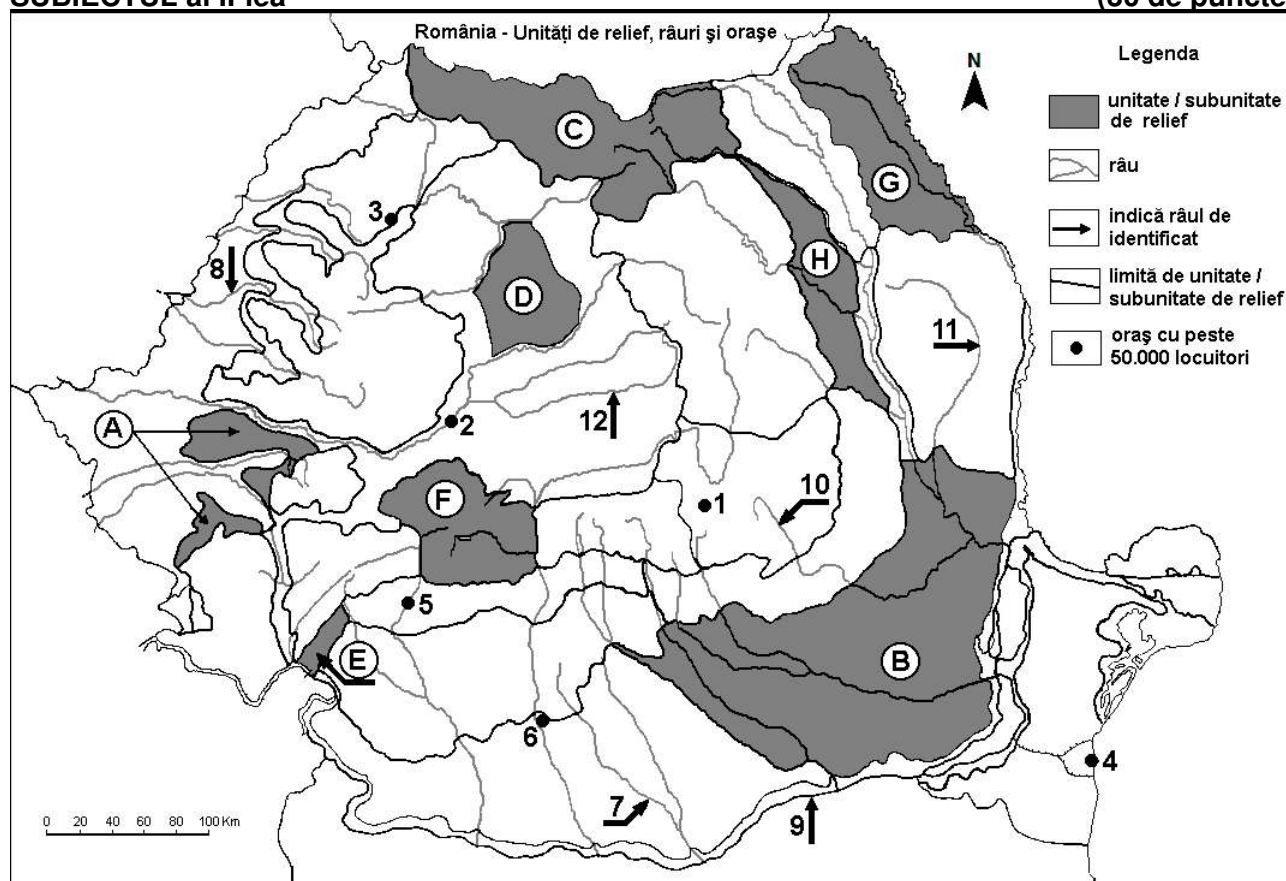 SUBIECTUL al II-lea (30 de puncte
România - Unități de relief, râuri și orașe
Legenda
N
unitate / subunitate
de relief
râu
indică râul de
identificat
limită de unitate /
subunitate de relief
oraș cu peste
50.000 locuitori
C
G
3
H
8
D
11
A
2
12
F
10
1
5
E
B
6
4
7
9
0 20 40 60 80 100 Km